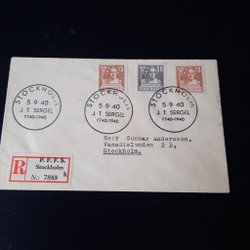 STOCKHOLM
5·9·40
J. T. SERGEL
1740-1940
STOCKHOLM
5·9·40
J. T. SERGEL
1740-1940
STOCKHOLM
5·9·40
J. T. SERGEL
1740-1940
R
P.F.F.S.
Stockholm
k
No 7889
Herr Gunnar Andersson,
Kanadislunden 2 b,
Stockholm.